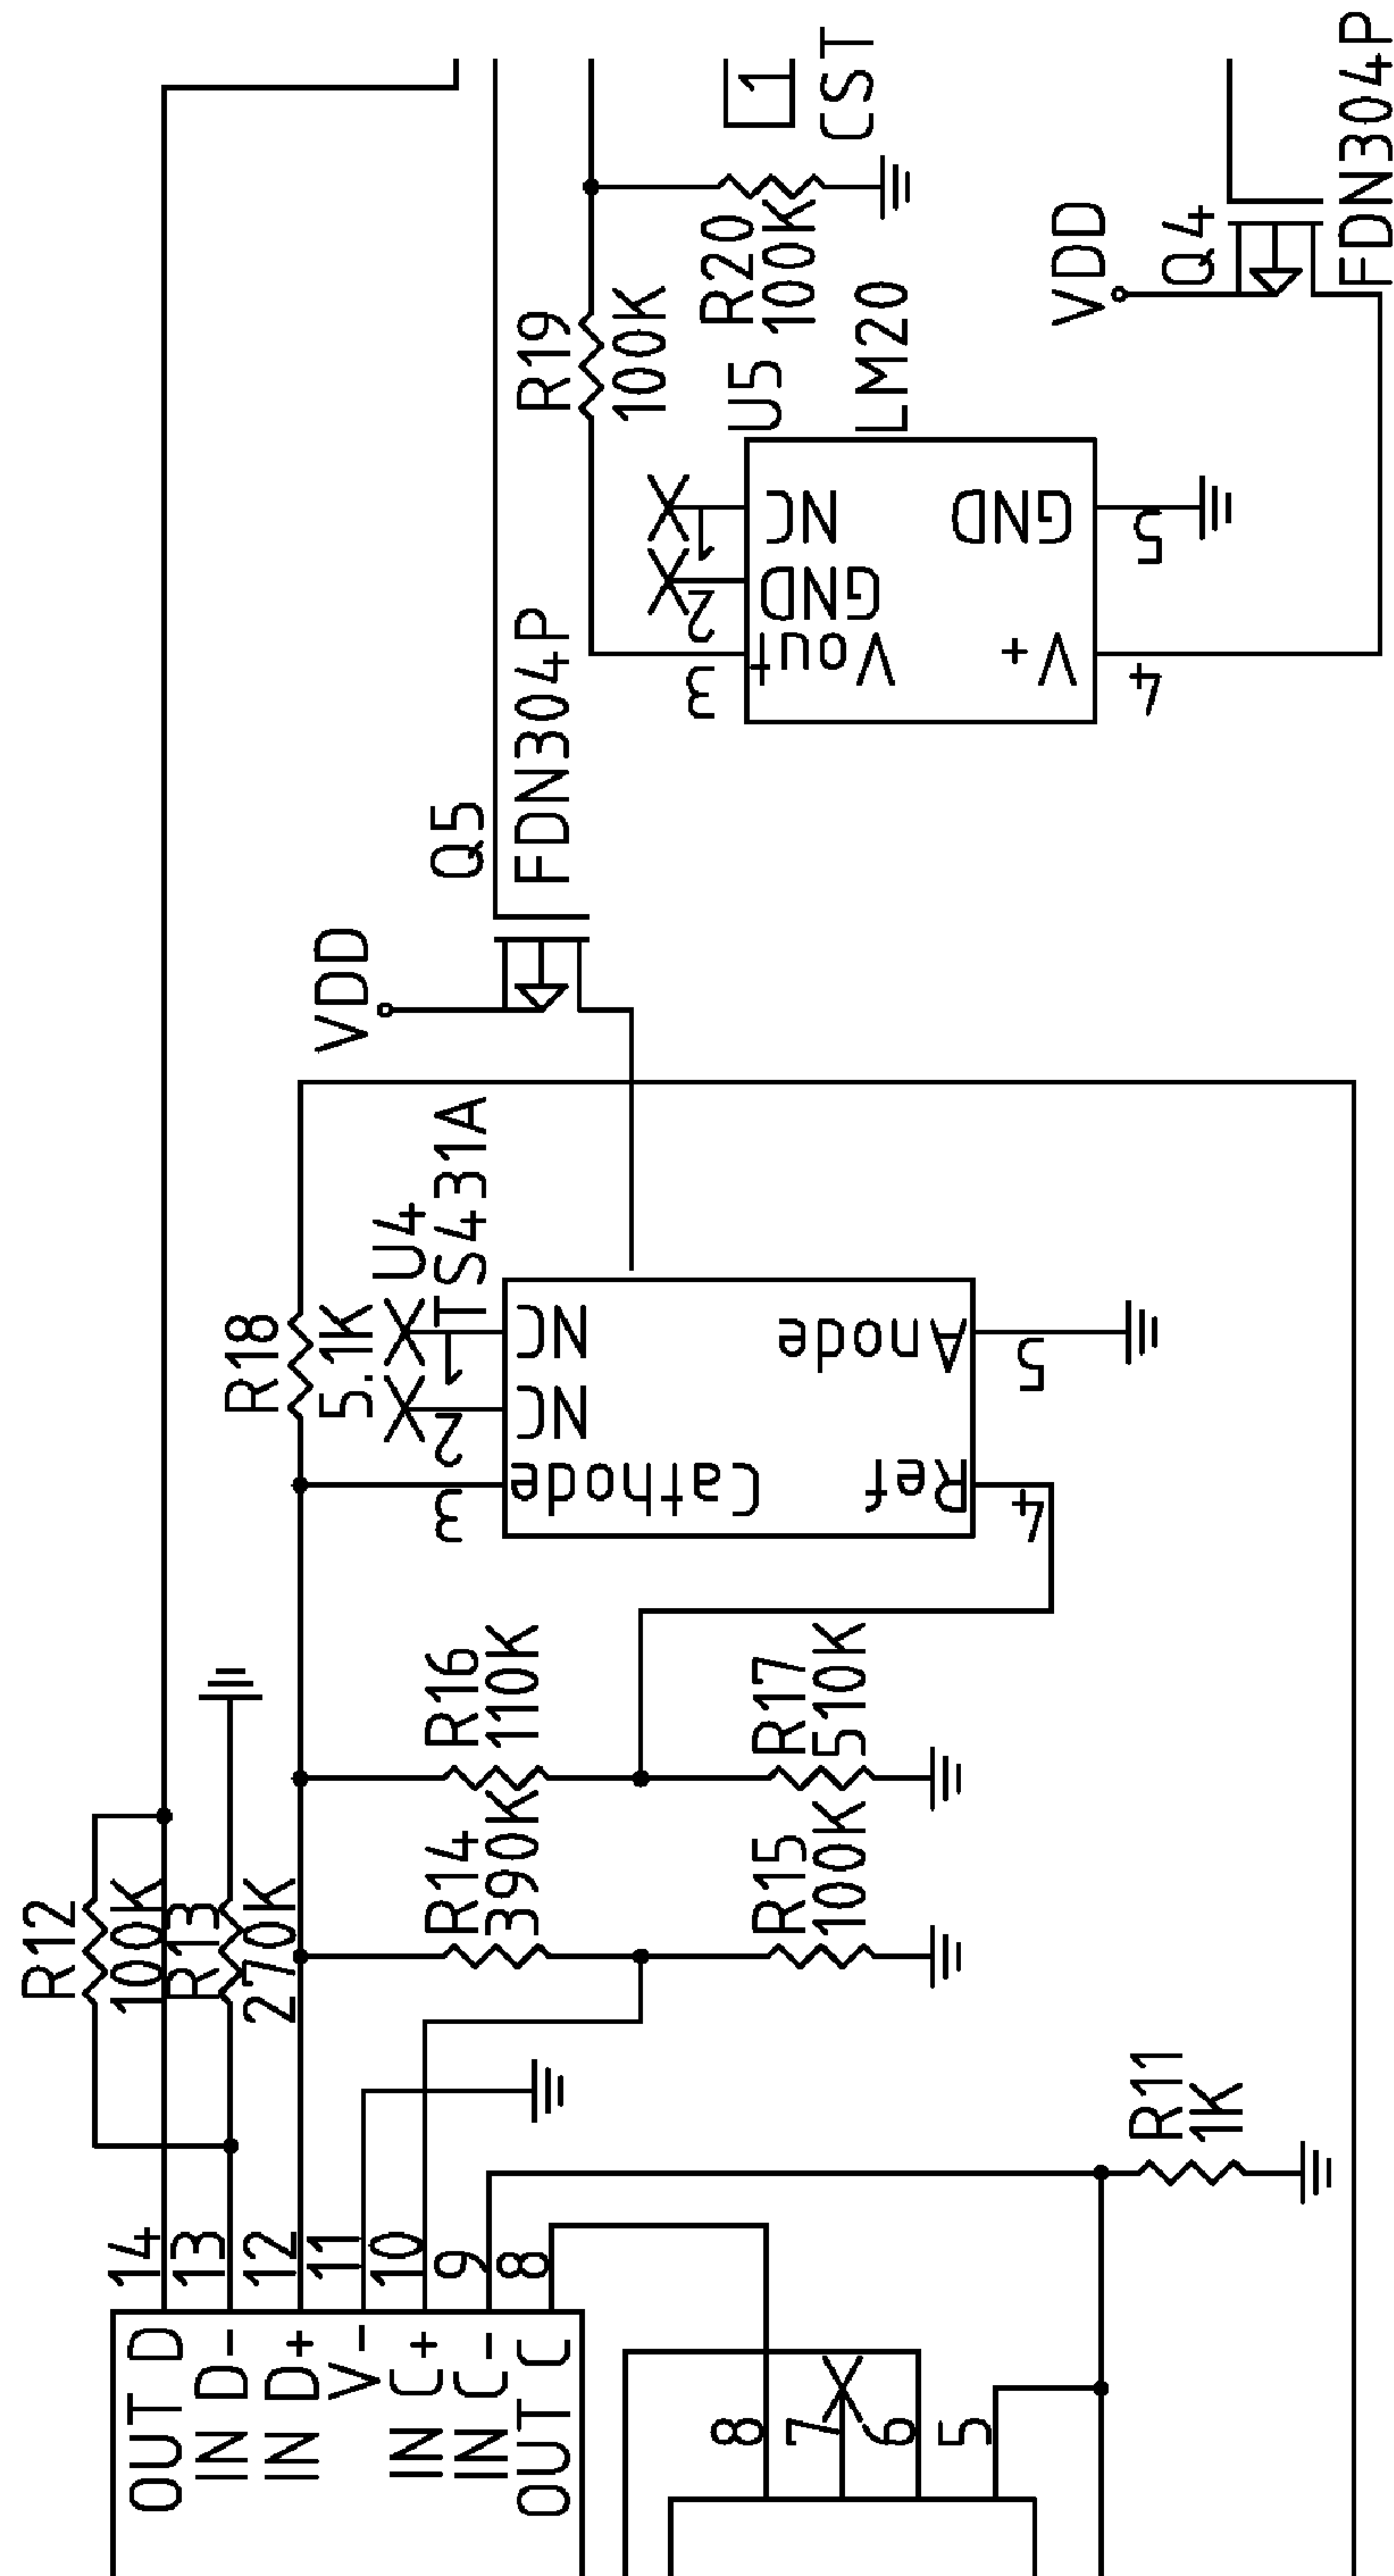 1
CST
FDN304P
VDD
Q4
R20
100K
R19
100K
U5
LM20
NC
GND
Vout
GND
V+
1
2
3
5
4
Q5
FDN304P
VDD
U4
TS431A
R18
5.1K
NC
NC
Cathode
Anode
Ref
1
2
3
5
4
R16
110K
R17
510K
R14
390K
R15
100K
R12
100K
R13
270K
R11
1K
14
13
12
11
10
9
8
OUT D
IN D-
IN D+
V-
IN C+
IN C-
OUT C
8
7
6
5